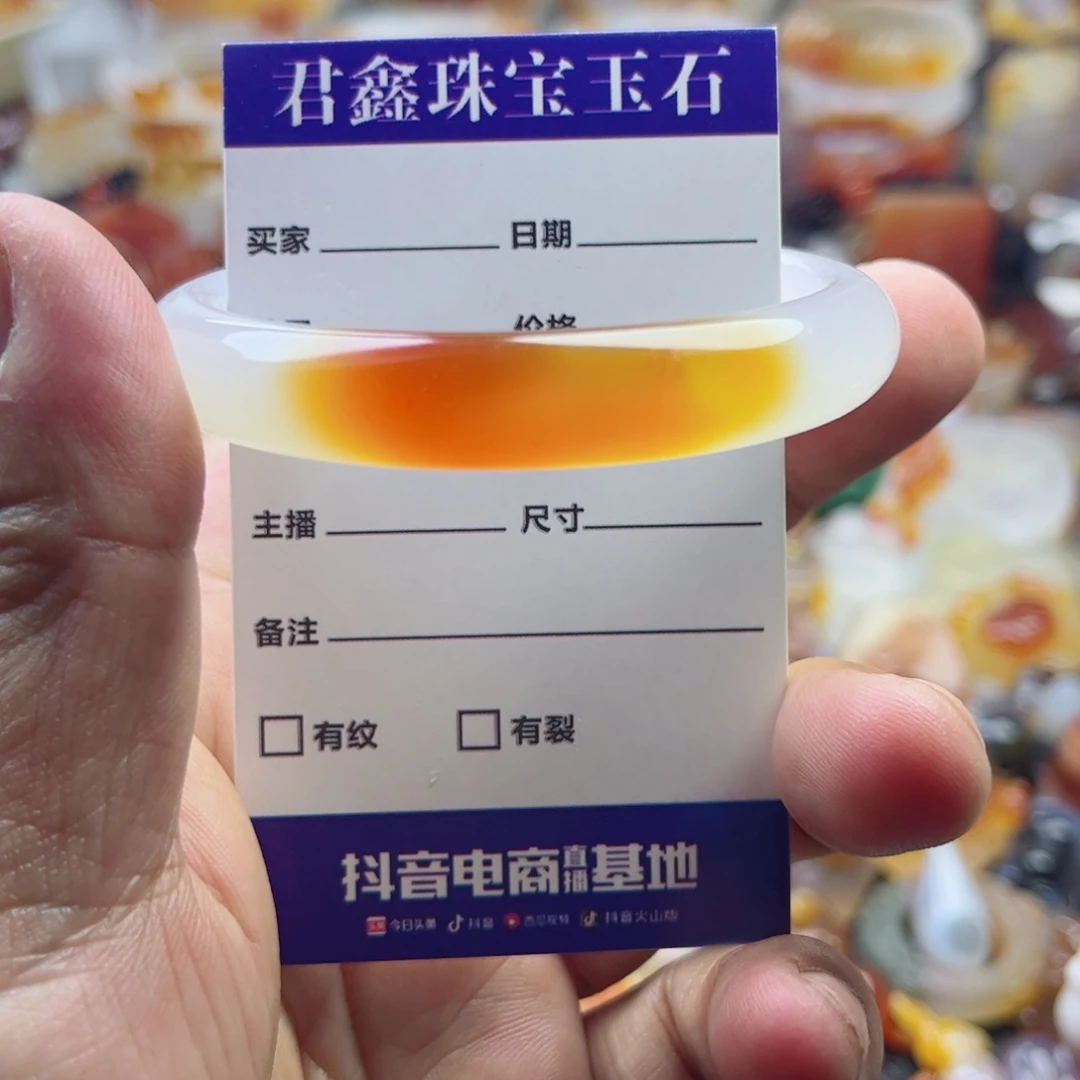 君鑫珠宝玉石
买家 日期
价格
主播 尺寸
备注
有纹 有裂
抖音电商直播基地
今日头条 抖音 西瓜视频 抖音火山版